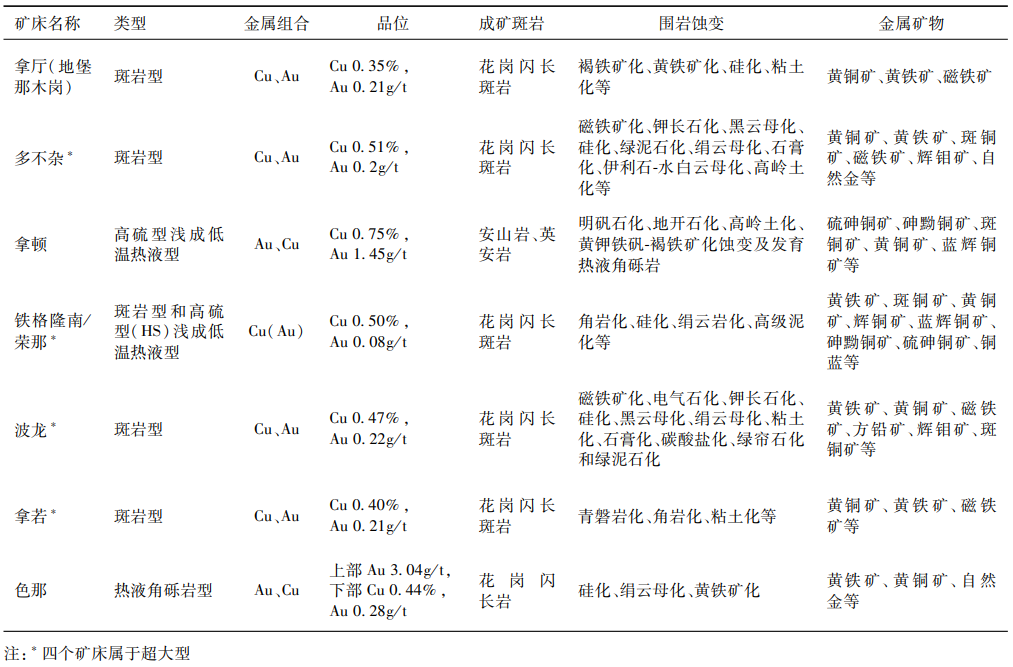 矿床名称 类型 金属组合 品位 成矿斑岩 围岩蚀变 金属矿物
拿厅(地堡
那木岗)
斑岩型
Cu、Au
Cu 0.35%,
Au 0.21g/t
花岗闪长
斑岩
褐铁矿化、黄铁矿化、硅化、粘土
化等
黄铜矿、黄铁矿、磁铁矿
多不杂*
斑岩型
Cu、Au
Cu 0.51%,
Au 0.2g/t
花岗闪长
斑岩
磁铁矿化、钾长石化、黑云母化、
硅化、绿泥石化、绢云母化、石膏
化、伊利石-水白云母化、高岭土
化等
黄铜矿、黄铁矿、斑铜
矿、磁铁矿、辉钼矿、自
然金等
拿顿
高硫型浅成低
温热液型
Au、Cu
Cu 0.75%,
Au 1.45g/t
安山岩、英
安岩
明矾石化、地开石化、高岭土化、
黄钾铁矾-褐铁矿化蚀变及发育
热液角砾岩
硫砷铜矿、砷黝铜矿、斑
铜矿、黄铜矿、蓝辉铜
矿等
铁格隆南/
荣那*
斑岩型和高硫
型(HS)浅成低
温热液型
Cu(Au)
Cu 0.50%,
Au 0.08g/t
花岗闪长
斑岩
角岩化、硅化、绢云岩化、高级泥
化等
黄铁矿、斑铜矿、黄铜
矿、辉铜矿、蓝辉铜矿、
砷黝铜矿、硫砷铜矿、铜
蓝等
波龙*
斑岩型
Cu、Au
Cu 0.47%,
Au 0.22g/t
花岗闪长
斑岩
磁铁矿化、电气石化、钾长石化、
硅化、黑云母化、绢云母化、粘土
化、石膏化、碳酸盐化、绿帘石化
和绿泥石化
黄铁矿、黄铜矿、磁铁
矿、方铅矿、辉钼矿、斑
铜矿等
拿若*
斑岩型
Cu、Au
Cu 0.40%,
Au 0.21g/t
花岗闪长
斑岩
青磐岩化、角岩化、粘土化等
黄铜矿、黄铁矿、磁铁
矿等
色那
热液角砾岩型
Au、Cu
上部 Au 3.04g/t,
下部 Cu 0.44%,
Au 0.28g/t
花岗闪
长岩
硅化、绢云母化、黄铁矿化
黄铁矿、黄铜矿、自然
金等
注:* 四个矿床属于超大型